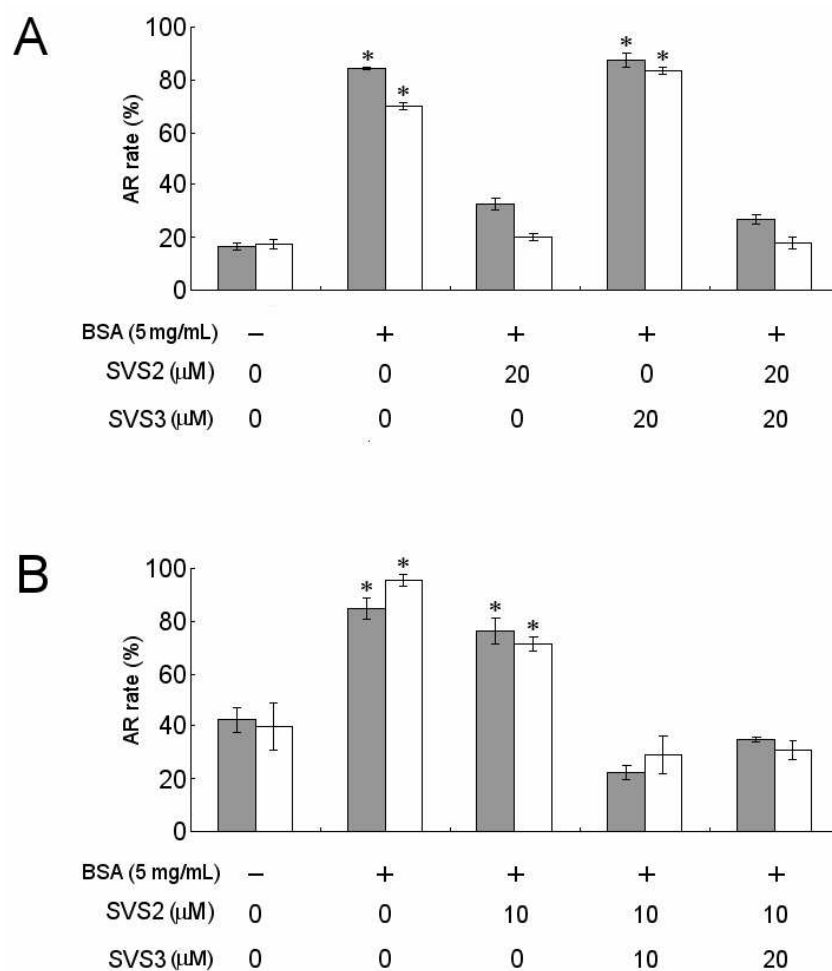 A
AR rate (%)
100
80
60
40
20
0
* * * *
BSA (5 mg/mL) − + + + +
SVS2 (μM) 0 0 20 0 20
SVS3 (μM) 0 0 0 20 20
B
AR rate (%)
100
80
60
40
20
0
* * * *
BSA (5 mg/mL) − + + + +
SVS2 (μM) 0 0 10 10 10
SVS3 (μM) 0 0 0 10 20